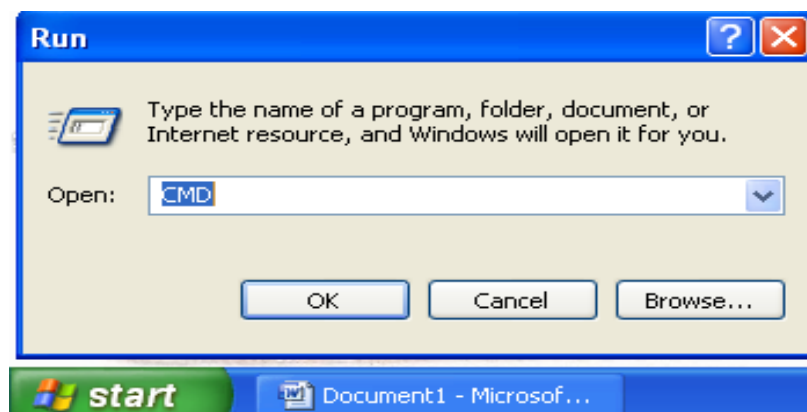 Run
Type the name of a program, folder, document, or
Internet resource, and Windows will open it for you.
Open: CMD
OK Cancel Browse...
start Document1 - Microsof...